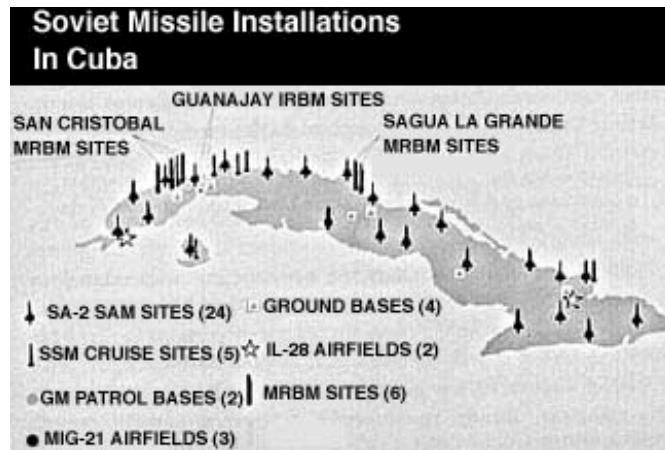 Soviet Missile Installations
In Cuba
GUANAJAY IRBM SITES
SAN CRISTOBAL
MRBM SITES
SAGUA LA GRANDE
MRBM SITES
SA-2 SAM SITES (24)
GROUND BASES (4)
SSM CRUISE SITES (5)
IL-28 AIRFIELDS (2)
GM PATROL BASES (2)
MRBM SITES (6)
MIG-21 AIRFIELDS (3)